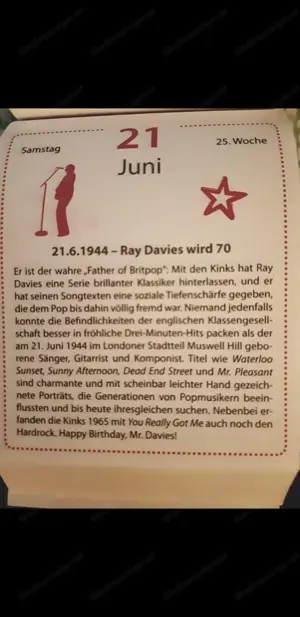 Samstag
21
25. Woche
Juni
21.6.1944 – Ray Davies wird 70
Er ist der wahre „Father of Britpop“: Mit den Kinks hat Ray
Davies eine Serie brillanter Klassiker hinterlassen, und er
hat seinen Songtexten eine soziale Tiefenschärfe gegeben,
die dem Pop bis dahin völlig fremd war. Niemand jedenfalls
konnte die Befindlichkeiten der englischen Klassengesell-
schaft besser in fröhliche Drei-Minuten-Hits packen als der
am 21. Juni 1944 im Londoner Stadtteil Muswell Hill gebo-
rene Sänger, Gitarrist und Komponist. Titel wie Waterloo
Sunset, Sunny Afternoon, Dead End Street und Mr. Pleasant
sind charmante und mit scheinbar leichter Hand gezeich-
nete Porträts, die Generationen von Popmusikern beein-
flussten und bis heute ihresgleichen suchen. Nebenbei er-
fanden die Kinks 1965 mit You Really Got Me auch noch den
Hardrock. Happy Birthday, Mr. Davies!